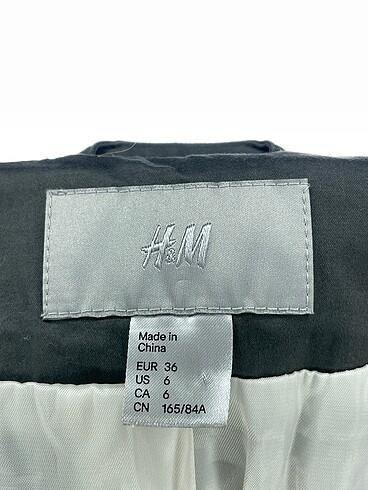 H&M
Made in
China
EUR 36
US 6
CA 6
CN 165/84A